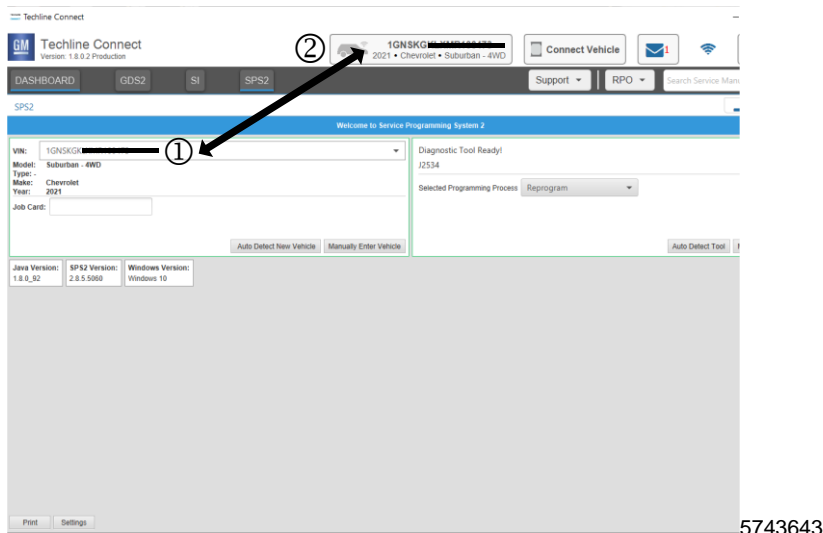 Techline Connect
GM Techline Connect
Version: 1.8.0.2 Production
②
2021 • Chevrolet • Suburban - 4WD
Connect Vehicle
1
DASHBOARD GDS2 SI SPS2
Support RPO Search Service Man
SPS2
Welcome to Service Programming System 2
VIN: 1GNSKGK
①
Model: Suburban - 4WD
Type: -
Make: Chevrolet
Year: 2021
Job Card:
Auto Detect New Vehicle Manually Enter Vehicle
Diagnostic Tool Ready!
J2534
Selected Programming Process Reprogram
Auto Detect Tool
Java Version: SPS2 Version: Windows Version:
1.8.0_92 2.8.5.5060 Windows 10
Print Settings
5743643